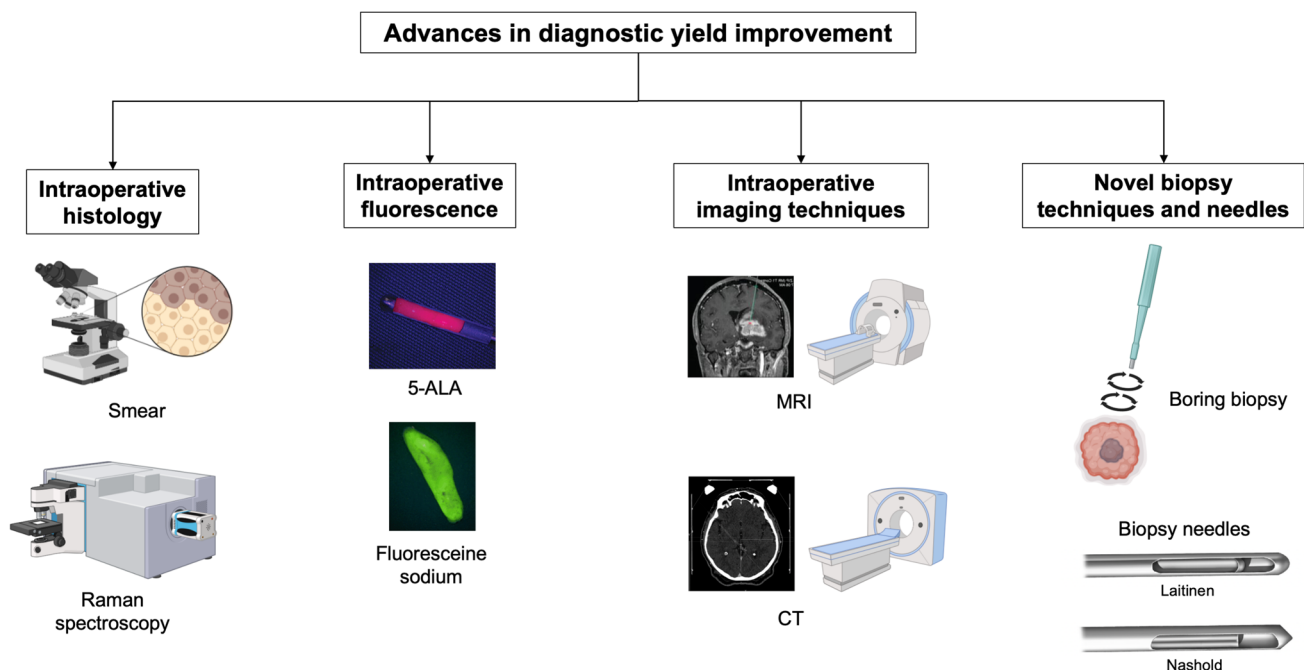 Advances in diagnostic yield improvement
Intraoperative
histology
Intraoperative
fluorescence
Intraoperative
imaging techniques
Novel biopsy
techniques and needles
Smear
Raman
spectroscopy
5-ALA
Fluoresceine
sodium
MRI
CT
Boring biopsy
Biopsy needles
Laitinen
Nashold